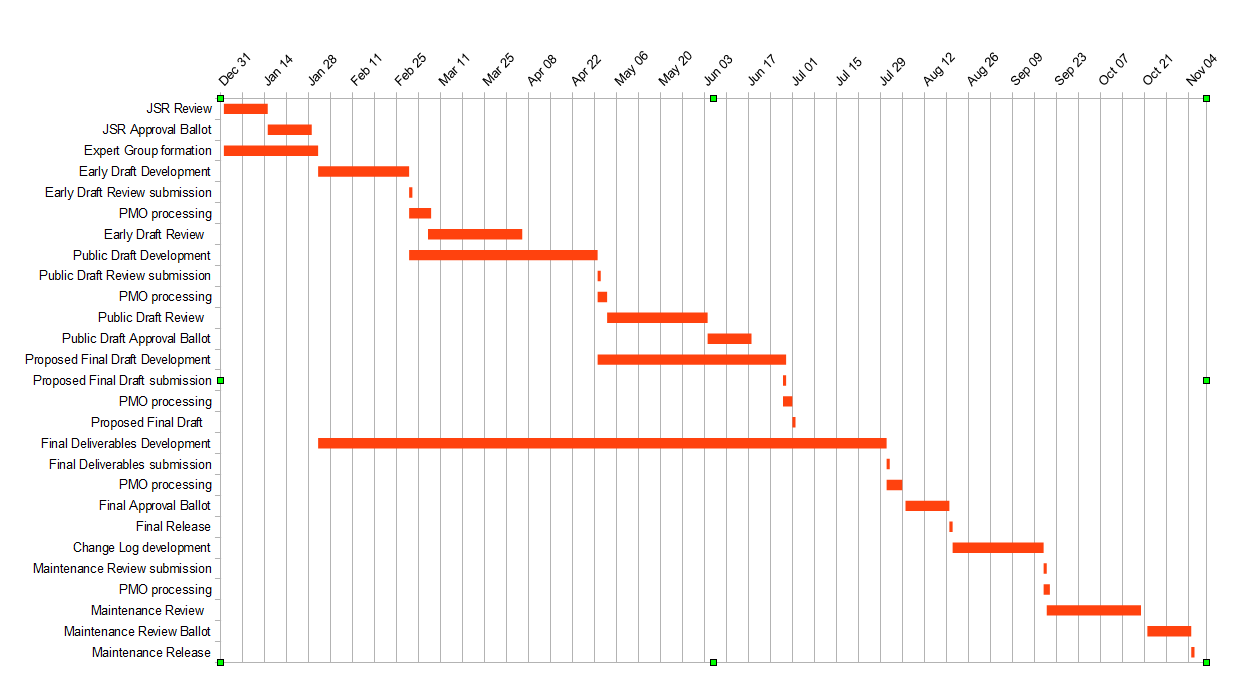 Dec 31
Jan 14
Jan 28
Feb 11
Feb 25
Mar 11
Mar 25
Apr 08
Apr 22
May 06
May 20
Jun 03
Jun 17
Jul 01
Jul 15
Jul 29
Aug 12
Aug 26
Sep 09
Sep 23
Oct 07
Oct 21
Nov 04
JSR Review
JSR Approval Ballot
Expert Group formation
Early Draft Development
Early Draft Review submission
PMO processing
Early Draft Review
Public Draft Development
Public Draft Review submission
PMO processing
Public Draft Review
Public Draft Approval Ballot
Proposed Final Draft Development
Proposed Final Draft submission
PMO processing
Proposed Final Draft
Final Deliverables Development
Final Deliverables submission
PMO processing
Final Approval Ballot
Final Release
Change Log development
Maintenance Review submission
PMO processing
Maintenance Review
Maintenance Review Ballot
Maintenance Release